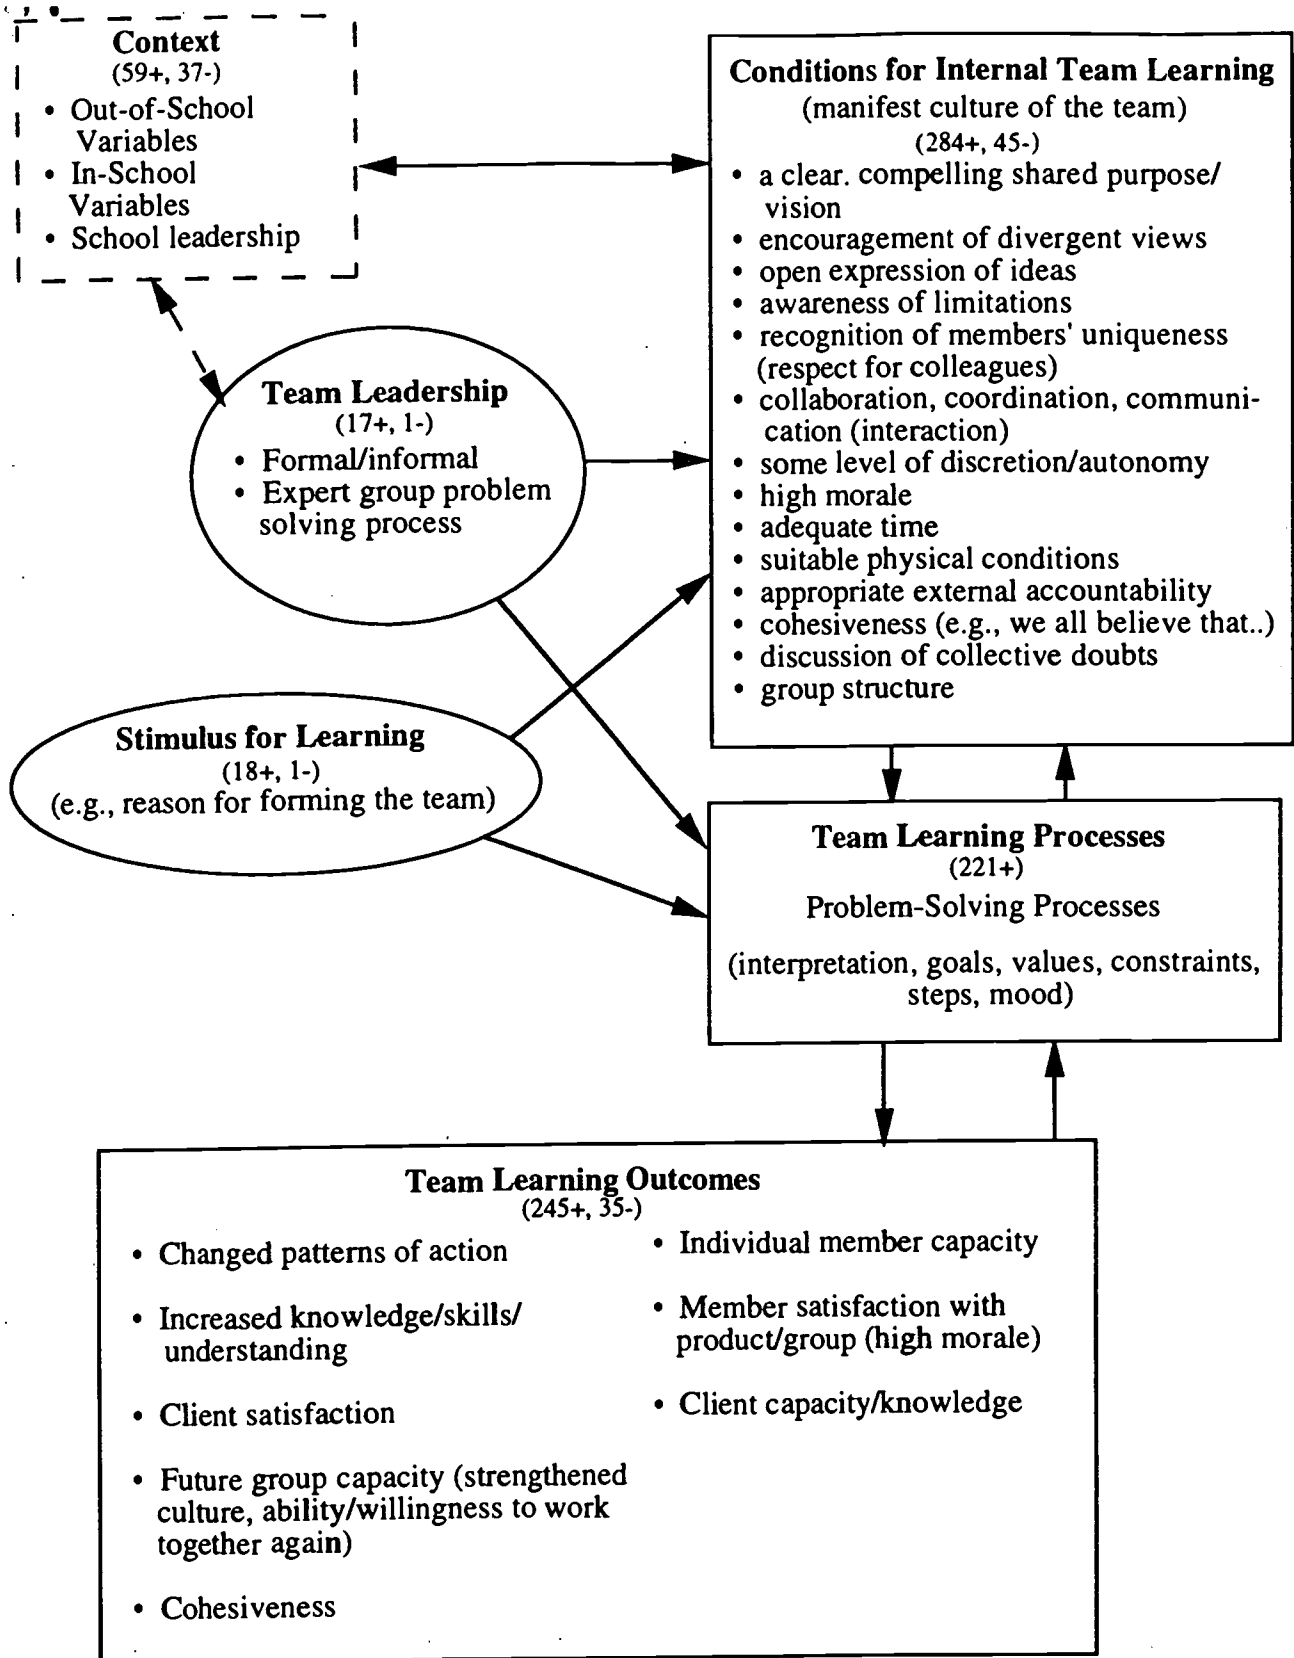 Context
(59+, 37-)
• Out-of-School
Variables
• In-School
Variables
• School leadership
Conditions for Internal Team Learning
(manifest culture of the team)
(284+, 45-)
• a clear. compelling shared purpose/
vision
• encouragement of divergent views
• open expression of ideas
• awareness of limitations
• recognition of members' uniqueness
(respect for colleagues)
• collaboration, coordination, communi-
cation (interaction)
• some level of discretion/autonomy
• high morale
• adequate time
• suitable physical conditions
• appropriate external accountability
• cohesiveness (e.g., we all believe that..)
• discussion of collective doubts
• group structure
Team Leadership
(17+, 1-)
• Formal/informal
• Expert group problem
solving process
Stimulus for Learning
(18+, 1-)
(e.g., reason for forming the team)
Team Learning Processes
(221+)
Problem-Solving Processes
(interpretation, goals, values, constraints,
steps, mood)
Team Learning Outcomes
(245+, 35-)
• Changed patterns of action
• Increased knowledge/skills/
understanding
• Client satisfaction
• Future group capacity (strengthened
culture, ability/willingness to work
together again)
• Cohesiveness
• Individual member capacity
• Member satisfaction with
product/group (high morale)
• Client capacity/knowledge